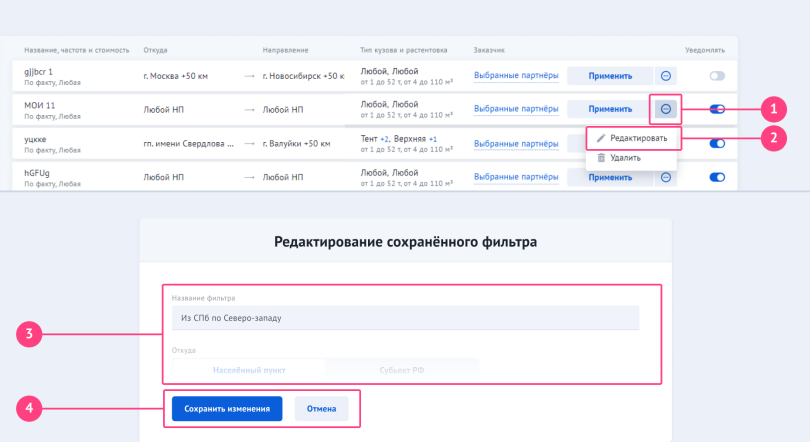 Название, частота и стоимость Откуда Направление Тип кузова и растентовка Заказчик Уведомлять
gjjbcr 1 г. Москва +50 км → г. Новосибирск +50 к Любой, Любой Выбранные партнёры Применить
По факту, Любая от 1 до 52 т, от 4 до 110 м³
МОИ 11 Любой НП → Любой НП Любой, Любой Выбранные партнёры Применить 1
По факту, Любая от 1 до 52 т, от 4 до 110 м³
уцкке гп. имени Свердлова ... → г. Валуйки +50 км Тент +2, Верхняя +1 Выбранные партнёры Редактировать 2
По факту, Любая от 1 до 52 т, от 4 до 110 м³
Удалить
hGFUg Любой НП → Любой НП Любой, Любой Выбранные партнёры Применить
По факту, Любая от 1 до 52 т, от 4 до 110 м³
Редактирование сохранённого фильтра
Название фильтра
Из СПб по Северо-западу
3
Откуда
Населённый пункт Субъект РФ
4 Сохранить изменения Отмена